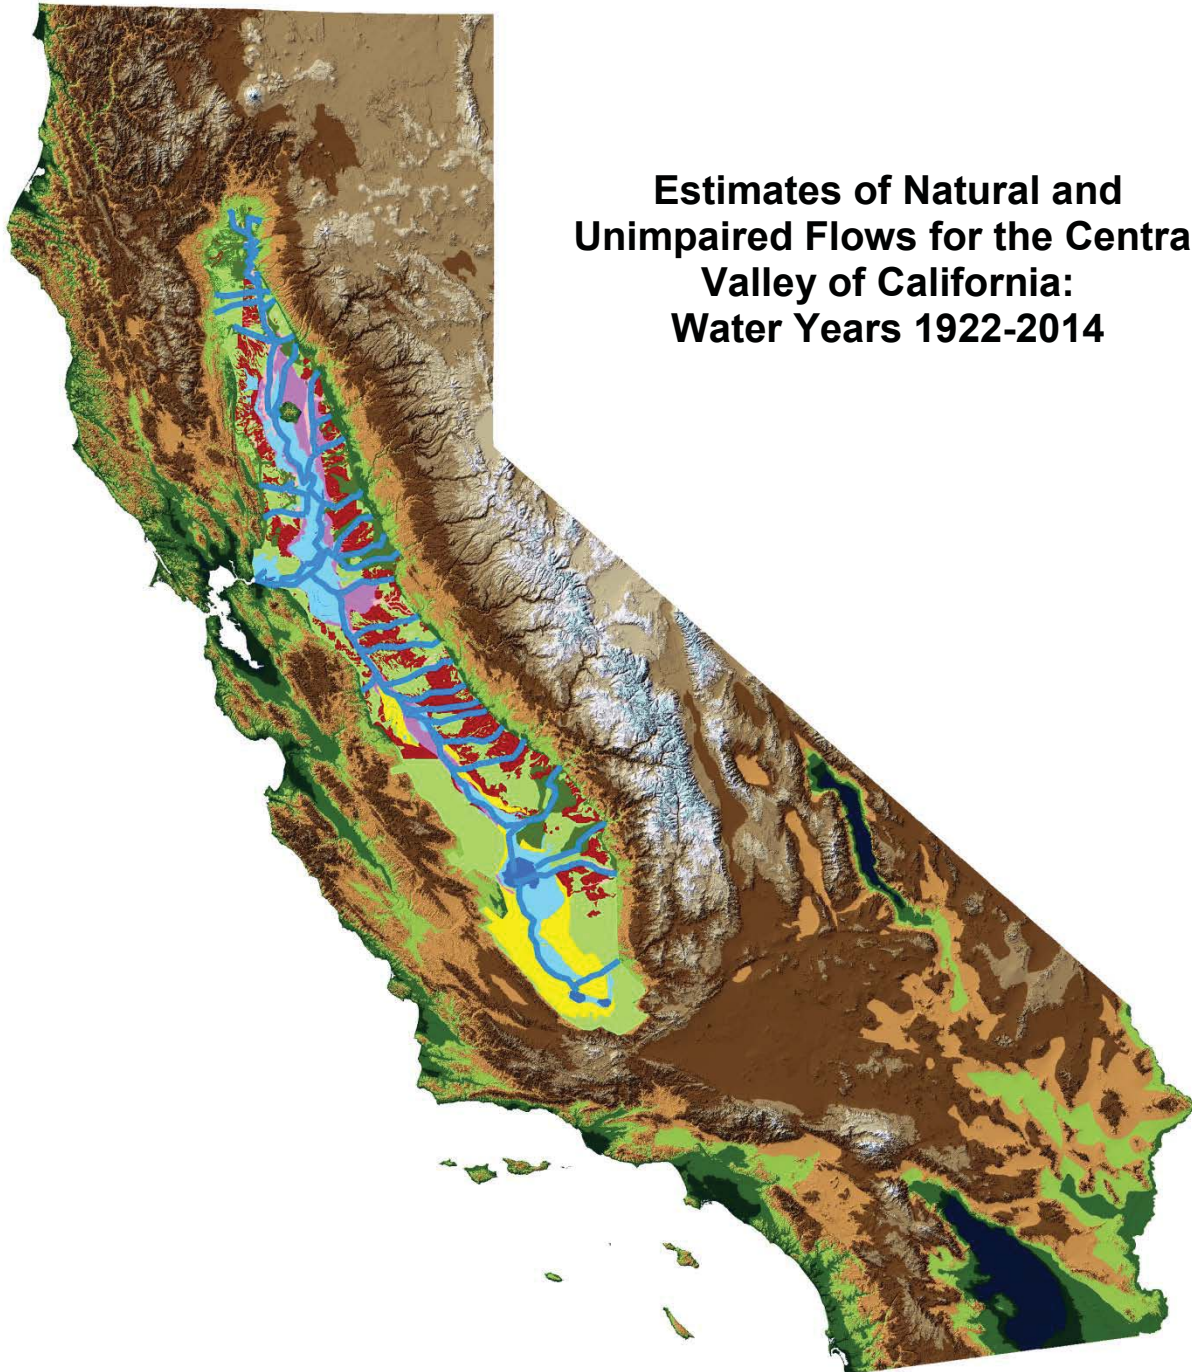 Estimates of Natural and
Unimpaired Flows for the Centra
Valley of California:
Water Years 1922-2014